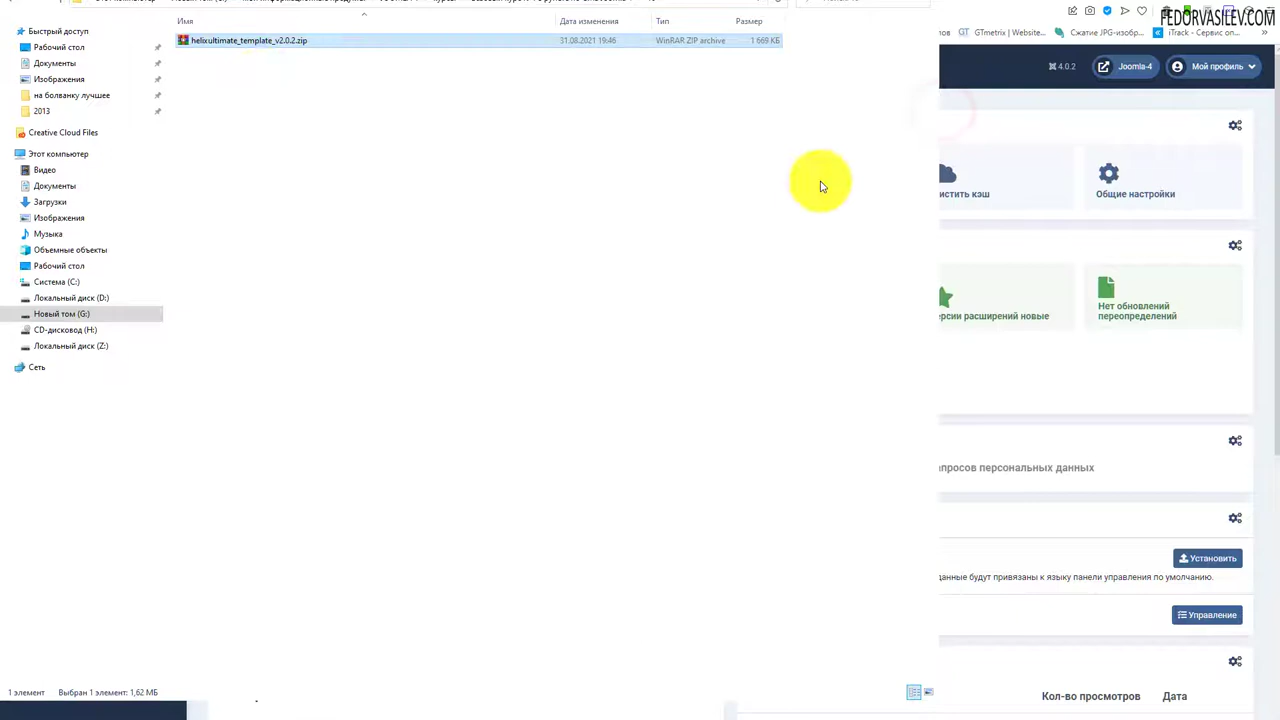 FEDORVASILEV.COM
Имя
Дата изменения
Тип
Размер
helixultimate_template_v2.0.2.zip
31.08.2021 19:46
WinRAR ZIP archive
1 669 КБ
Быстрый доступ
Рабочий стол
Документы
Изображения
на болванку лучшее
2013
Creative Cloud Files
Этот компьютер
Видео
Документы
Загрузки
Изображения
Музыка
Объемные объекты
Рабочий стол
Система (C:)
Локальный диск (D:)
Новый том (G:)
CD-дисковод (H:)
Локальный диск (Z:)
Сеть
1 элемент
Выбран 1 элемент: 1,62 МБ
GTmetrix | Website...
Сжатие JPG-изобр...
iTrack - Сервис оп...
4.0.2
Joomla-4
Мой профиль
истить кэш
Общие настройки
ерсии расширений новые
Нет обновлений
переопределений
апросов персональных данных
Установить
данные будут привязаны к языку панели управления по умолчанию.
Управление
Кол-во просмотров
Дата